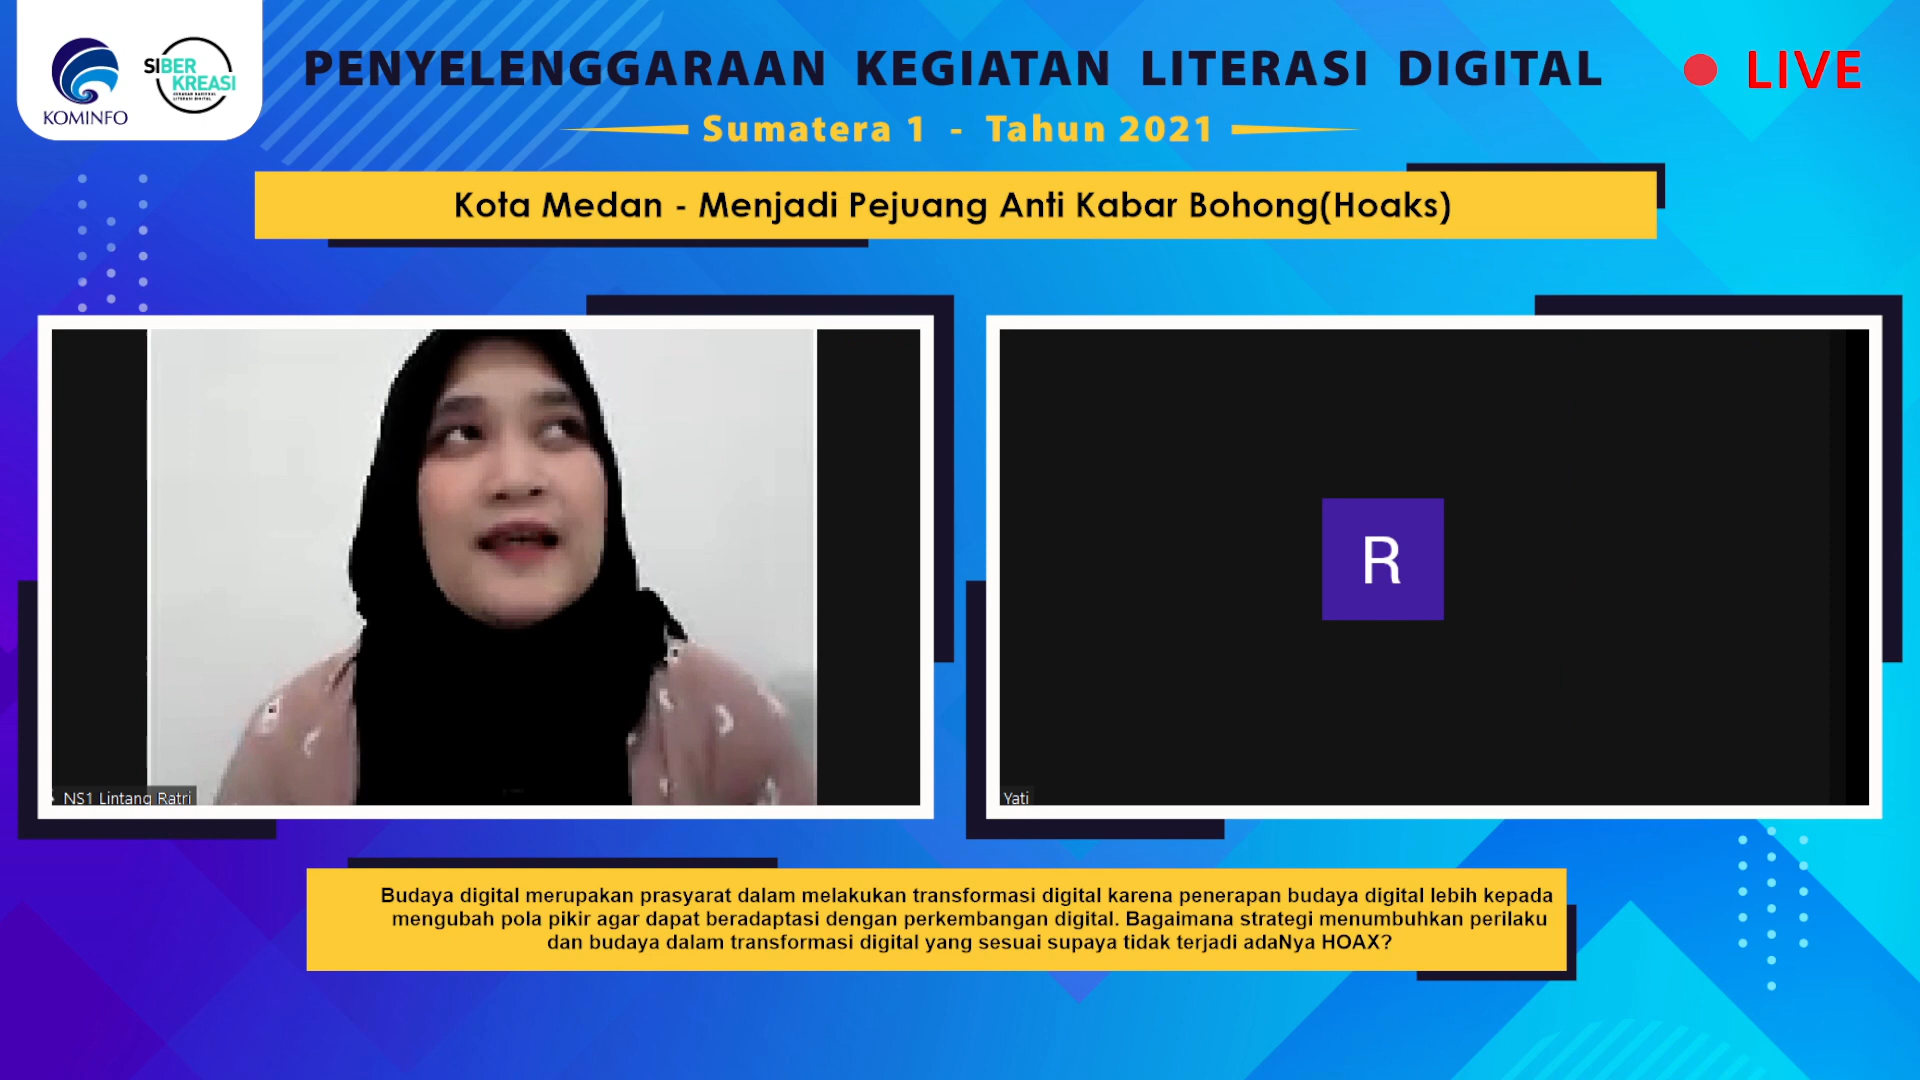 KOMINFO
SIBER
KREASI
PENYELENGGARAAN KEGIATAN LITERASI DIGITAL
LIVE
Sumatera 1 - Tahun 2021
Kota Medan - Menjadi Pejuang Anti Kabar Bohong(Hoaks)
R
NS1 Lintang Ratri
Yati
Budaya digital merupakan prasyarat dalam melakukan transformasi digital karena penerapan budaya digital lebih kepada
mengubah pola pikir agar dapat beradaptasi dengan perkembangan digital. Bagaimana strategi menumbuhkan perilaku
dan budaya dalam transformasi digital yang sesuai supaya tidak terjadi adaNya HOAX?